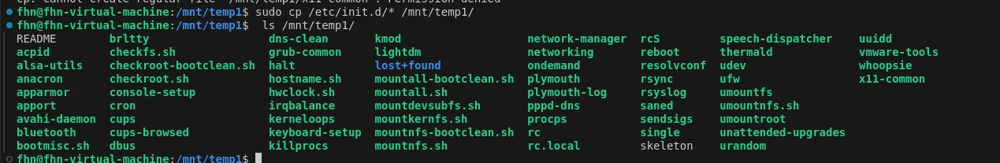 cp: cannot create regular file '/mnt/temp1/x11-common': Permission denied
fhn@fhn-virtual-machine:/mnt/temp1$ sudo cp /etc/init.d/* /mnt/temp1/
fhn@fhn-virtual-machine:/mnt/temp1$  ls /mnt/temp1/
README brltty dns-clean kmod network-manager rcS speech-dispatcher uuidd
acpid checkfs.sh grub-common lightdm networking reboot thermald vmware-tools
alsa-utils checkroot-bootclean.sh halt lost+found ondemand resolvconf udev whoopsie
anacron checkroot.sh hostname.sh mountall-bootclean.sh plymouth rsync ufw x11-common
apparmor console-setup hwclock.sh mountall.sh plymouth-log rsyslog umountfs
apport cron irqbalance mountdevsubfs.sh pppd-dns saned umountnfs.sh
avahi-daemon cups kerneloops mountkernfs.sh procps sendsigs umountroot
bluetooth cups-browsed keyboard-setup mountnfs-bootclean.sh rc single unattended-upgrades
bootmisc.sh dbus killprocs mountnfs.sh rc.local skeleton urandom
fhn@fhn-virtual-machine:/mnt/temp1$